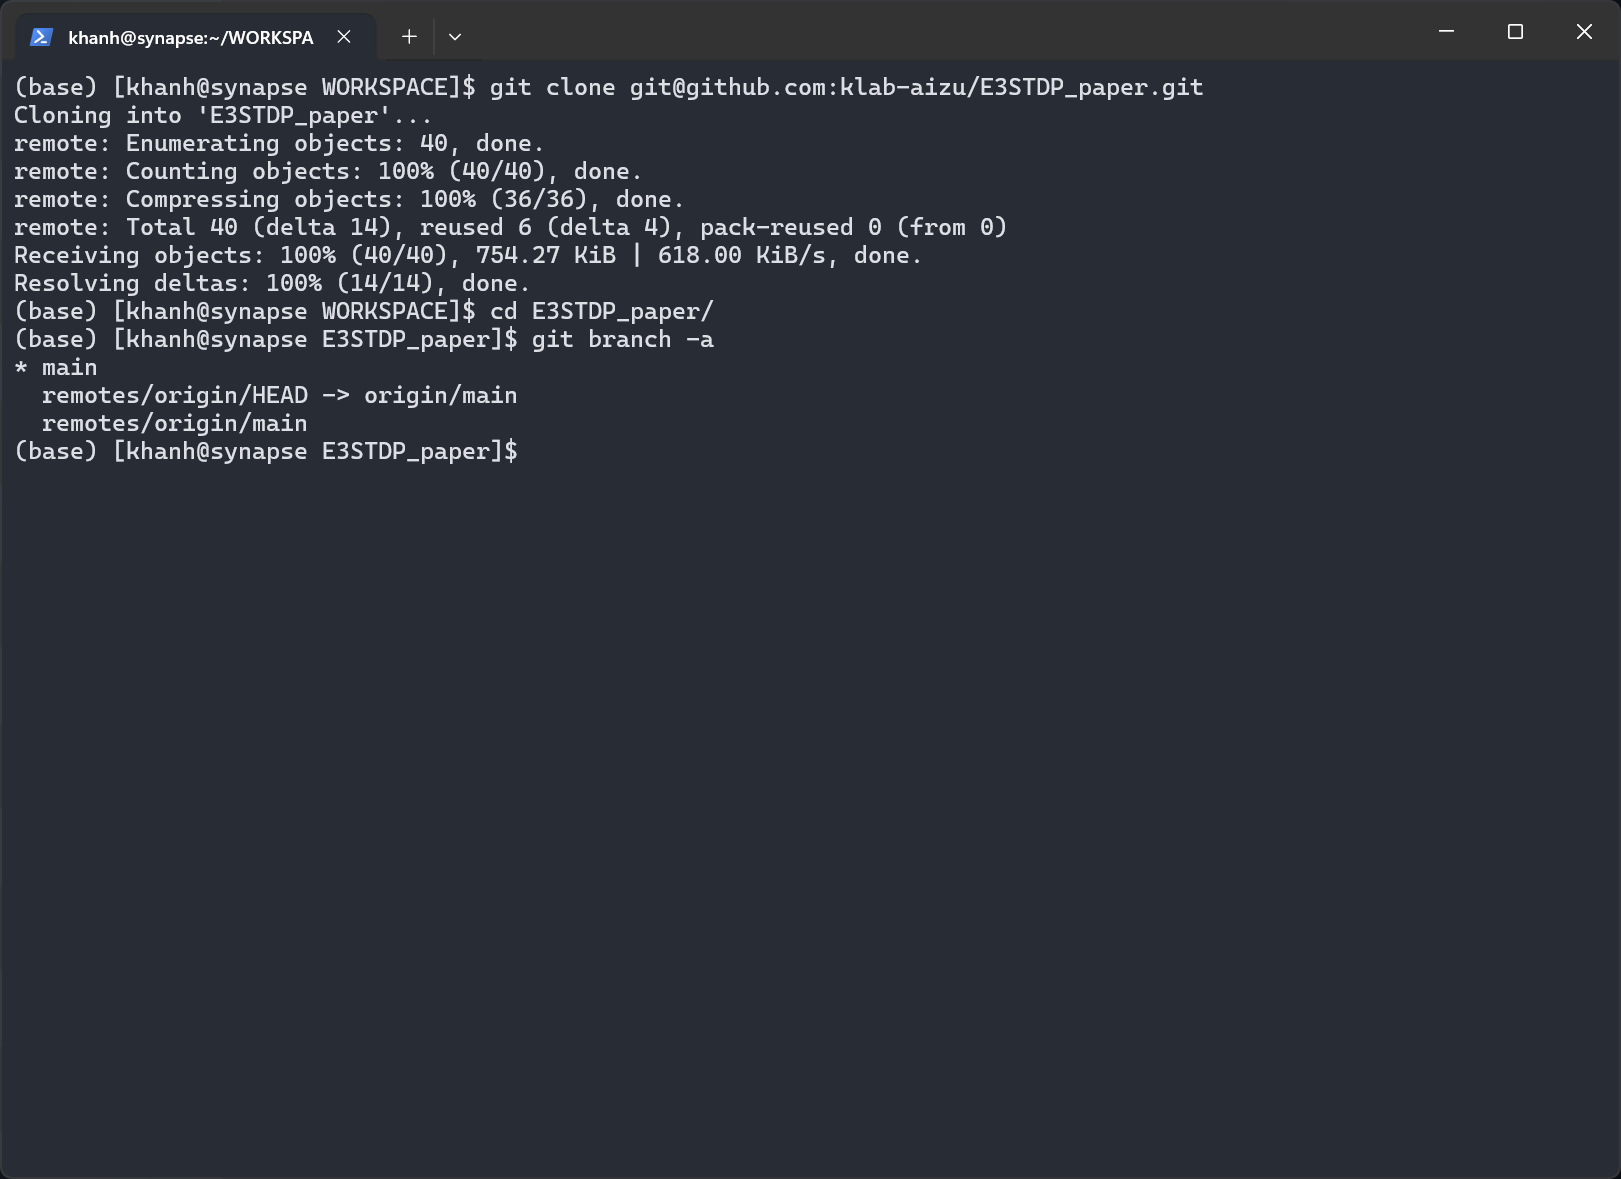 khanh@synapse:~/WORKSPA
(base) [khanh@synapse WORKSPACE]$ git clone git@github.com:klab-aizu/E3STDP_paper.git
Cloning into 'E3STDP_paper'...
remote: Enumerating objects: 40, done.
remote: Counting objects: 100% (40/40), done.
remote: Compressing objects: 100% (36/36), done.
remote: Total 40 (delta 14), reused 6 (delta 4), pack-reused 0 (from 0)
Receiving objects: 100% (40/40), 754.27 KiB | 618.00 KiB/s, done.
Resolving deltas: 100% (14/14), done.
(base) [khanh@synapse WORKSPACE]$ cd E3STDP_paper/
(base) [khanh@synapse E3STDP_paper]$ git branch -a
* main
  remotes/origin/HEAD -> origin/main
  remotes/origin/main
(base) [khanh@synapse E3STDP_paper]$